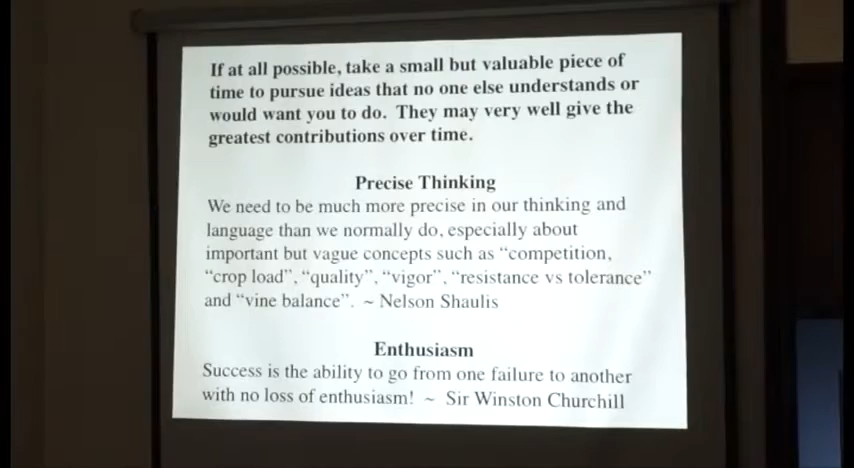 If at all possible, take a small but valuable piece of
time to pursue ideas that no one else understands or
would want you to do. They may very well give the
greatest contributions over time.
Precise Thinking
We need to be much more precise in our thinking and
language than we normally do, especially about
important but vague concepts such as “competition,
“crop load”, “quality”, “vigor”, “resistance vs tolerance”
and “vine balance”. ~ Nelson Shaulis
Enthusiasm
Success is the ability to go from one failure to another
with no loss of enthusiasm! ~ Sir Winston Churchill